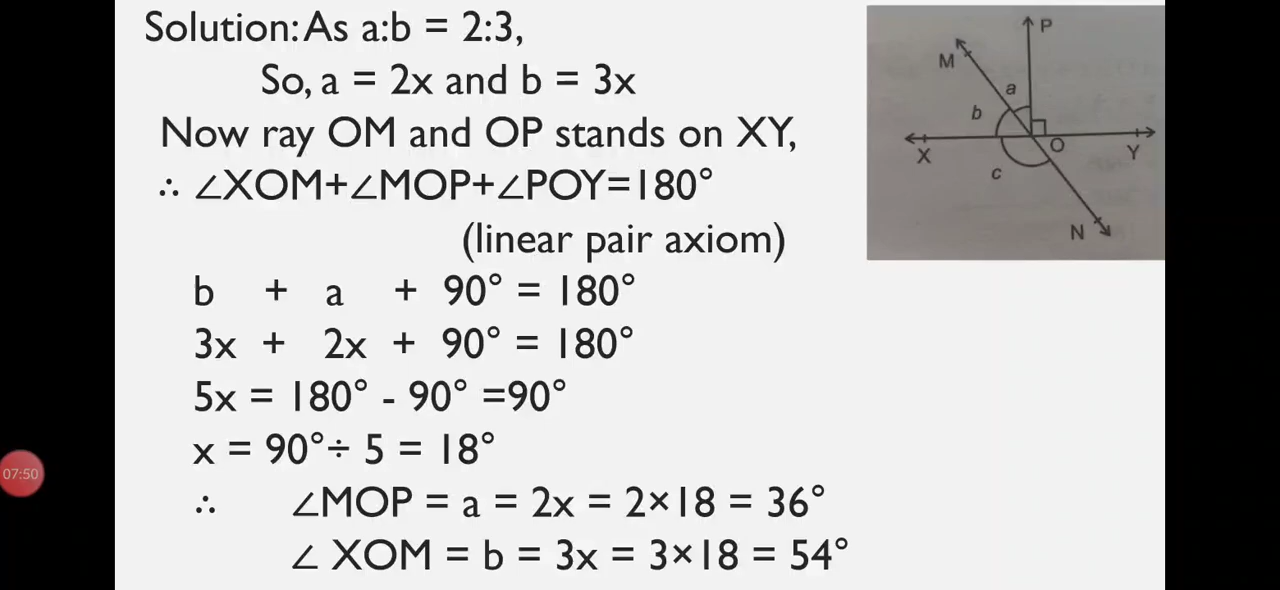 Solution: As a:b = 2:3,
So, a = 2x and b = 3x
Now ray OM and OP stands on XY,
∴ ∠XOM+∠MOP+∠POY=180°
(linear pair axiom)
b + a + 90° = 180°
3x + 2x + 90° = 180°
5x = 180° - 90° =90°
x = 90°÷ 5 = 18°
∴ ∠MOP = a = 2x = 2×18 = 36°
∠ XOM = b = 3x = 3×18 = 54°
P
M
a
b
X
O
Y
c
N
07:50